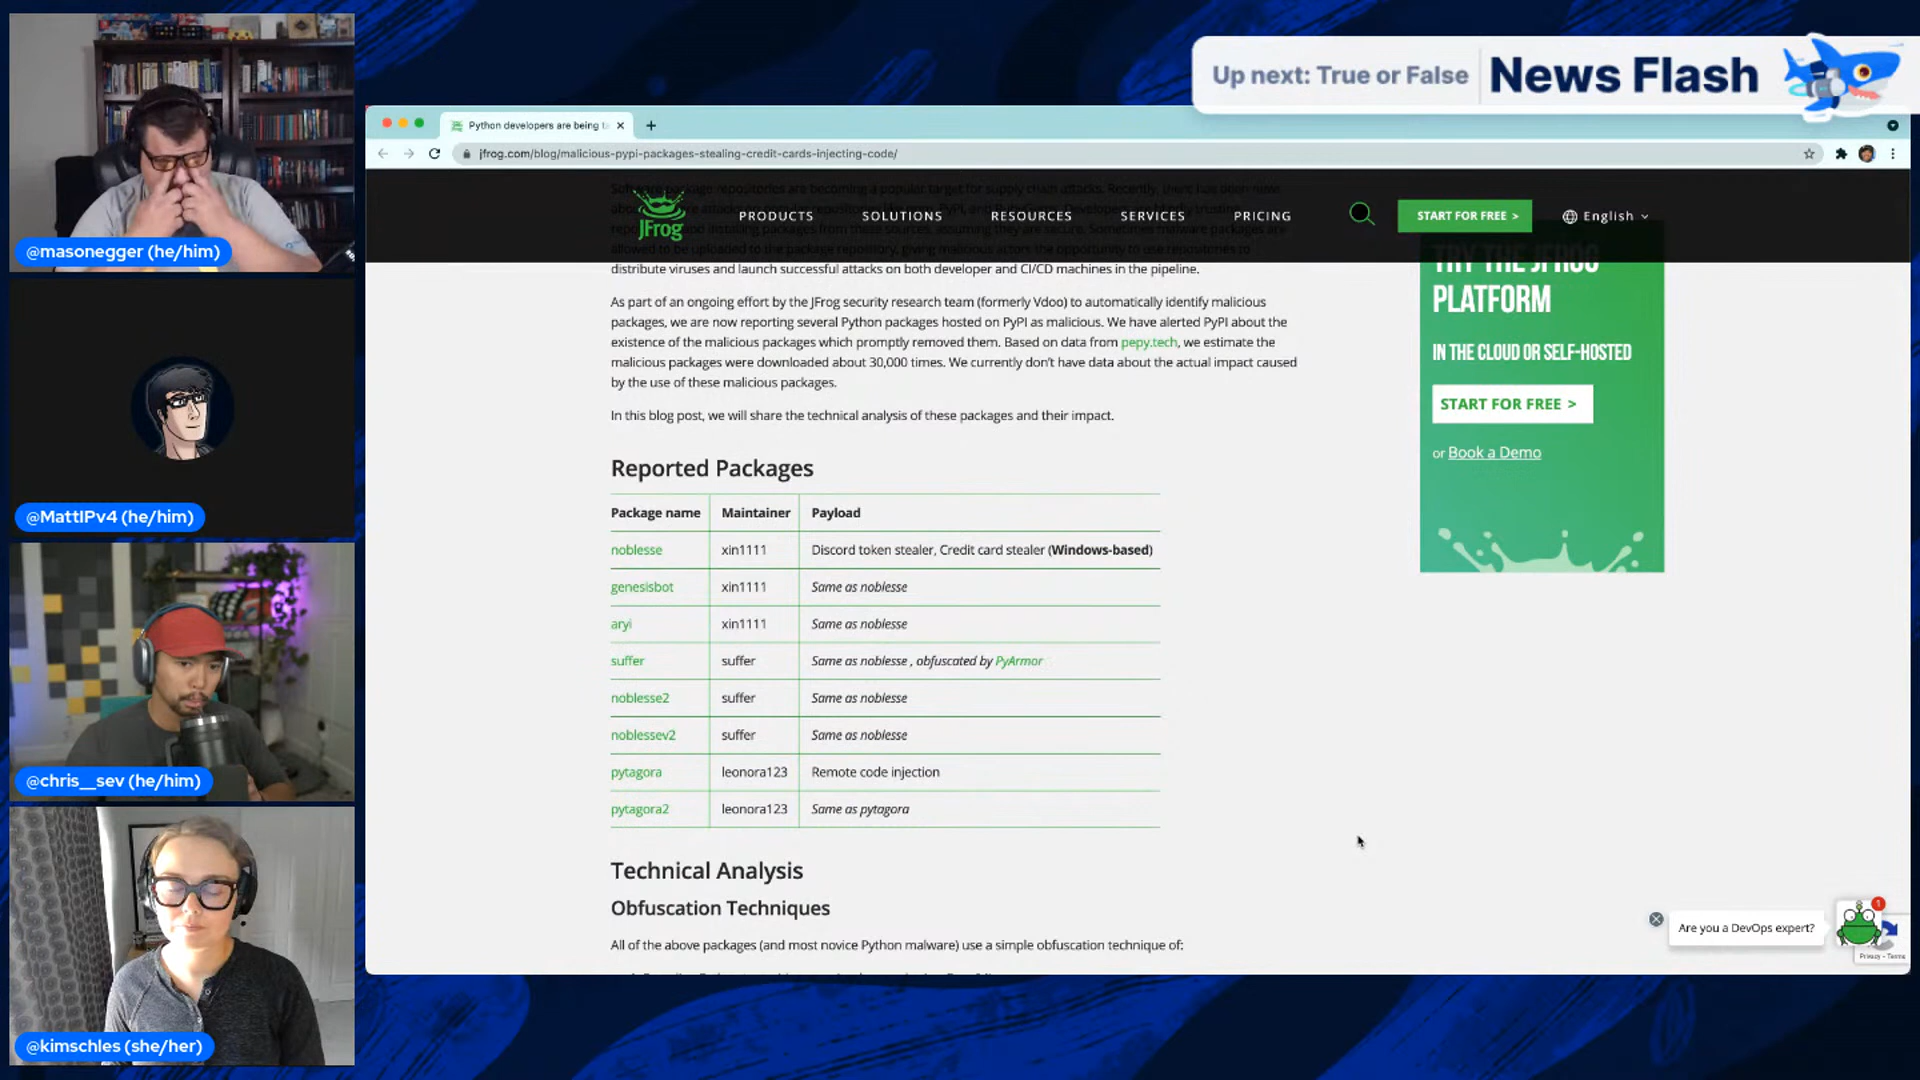 Up next: True or False
News Flash
@masonegger (he/him)
@MattIPv4 (he/him)
@chris__sev (he/him)
@kimschles (she/her)
Python developers are being ta
jfrog.com/blog/malicious-pypi-packages-stealing-credit-cards-injecting-code/
JFrog
PRODUCTS
SOLUTIONS
RESOURCES
SERVICES
PRICING
START FOR FREE >
English
distribute viruses and launch successful attacks on both developer and CI/CD machines in the pipeline.
As part of an ongoing effort by the JFrog security research team (formerly Vdoo) to automatically identify malicious
packages, we are now reporting several Python packages hosted on PyPI as malicious. We have alerted PyPI about the
existence of the malicious packages which promptly removed them. Based on data from pepy.tech, we estimate the
malicious packages were downloaded about 30,000 times. We currently don't have data about the actual impact caused
by the use of these malicious packages.
In this blog post, we will share the technical analysis of these packages and their impact.
Reported Packages
Package name Maintainer Payload
noblesse xin1111 Discord token stealer, Credit card stealer (Windows-based)
genesisbot xin1111 Same as noblesse
aryi xin1111 Same as noblesse
suffer suffer Same as noblesse , obfuscated by PyArmor
noblesse2 suffer Same as noblesse
noblessev2 suffer Same as noblesse
pytagora leonora123 Remote code injection
pytagora2 leonora123 Same as pytagora
Technical Analysis
Obfuscation Techniques
All of the above packages (and most novice Python malware) use a simple obfuscation technique of:
TRY THE JFROG
PLATFORM
IN THE CLOUD OR SELF-HOSTED
START FOR FREE >
or Book a Demo
Are you a DevOps expert?
1
Privacy - Terms